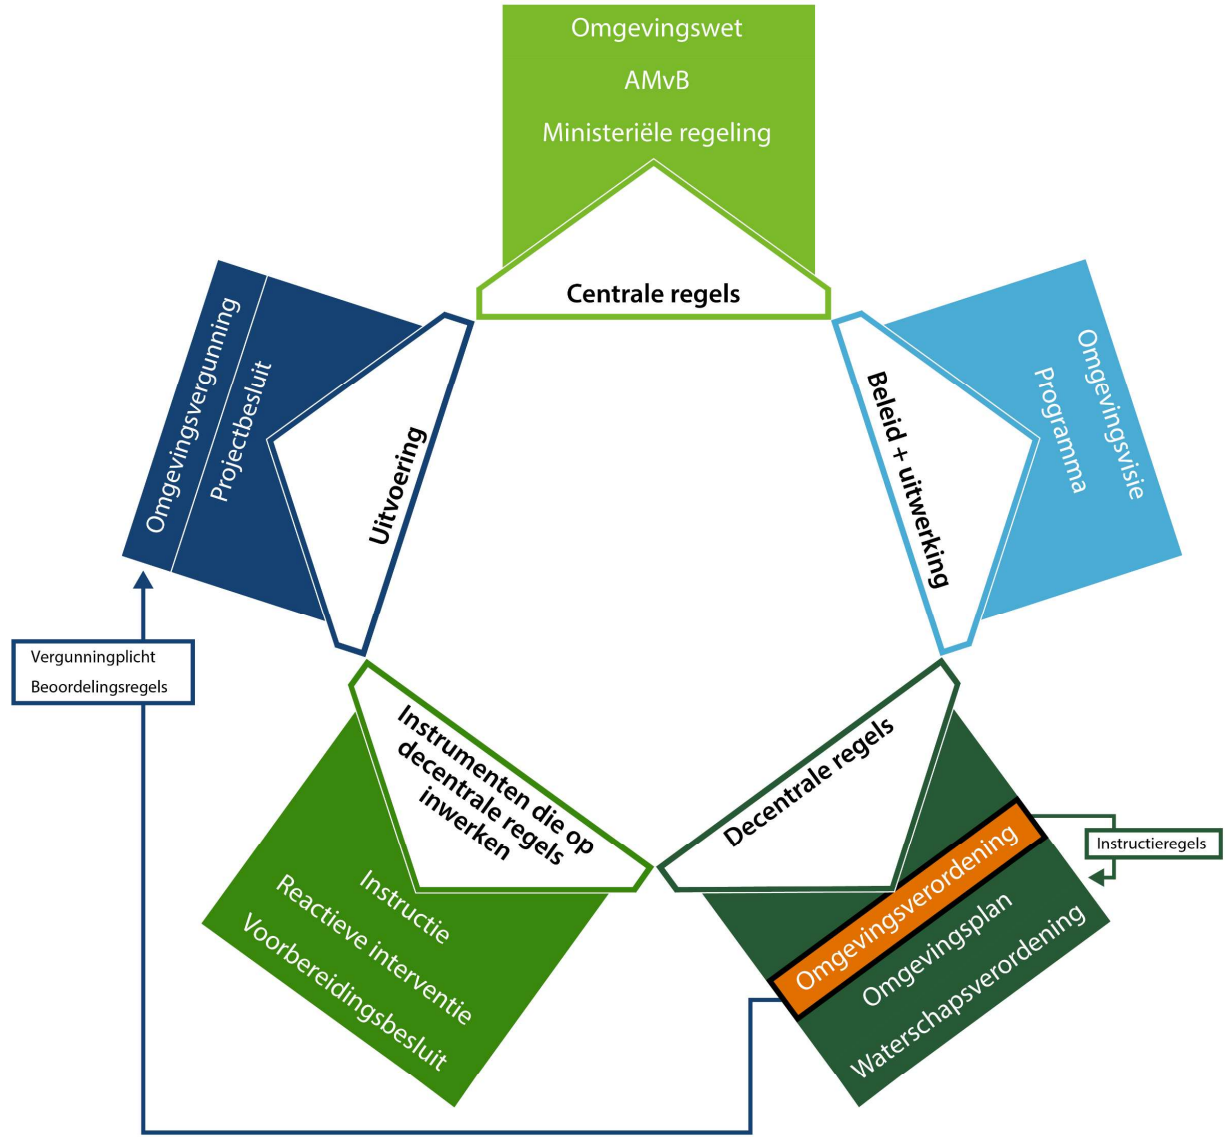 Omgevingswet
AMvB
Ministeriële regeling
Centrale regels
Omgevingsvisie
Programma
Beleid + uitwerking
Decentrale regels
Omgevingsverordening
Omgevingsplan
Waterschapsverordening
Instructieregels
Instrumenten die op
decentrale regels
inwerken
Instructie
Reactieve interventie
Voorbereidingsbesluit
Uitvoering
Projectbesluit
Omgevingsvergunning
Vergunningplicht
Beoordelingsregels